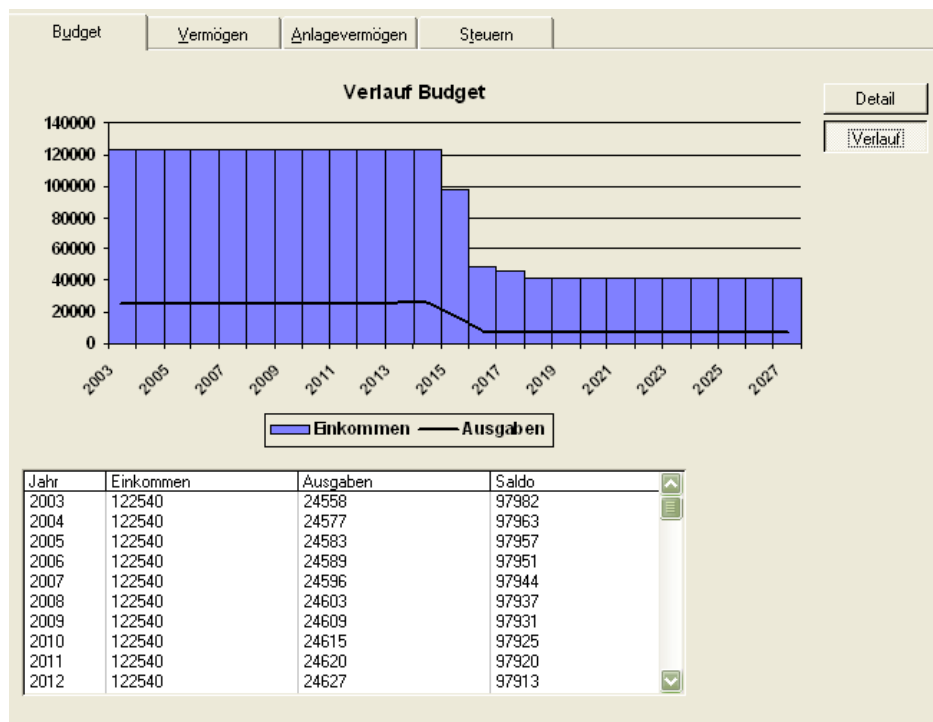 Budget Vermögen Anlagevermögen Steuern
Verlauf Budget
Detail
Verlauf
140000
120000
100000
80000
60000
40000
20000
0
2003 2005 2007 2009 2011 2013 2015 2017 2019 2021 2023 2025 2027
Einkommen Ausgaben
Jahr Einkommen Ausgaben Saldo
2003 122540 24558 97982
2004 122540 24577 97963
2005 122540 24583 97957
2006 122540 24589 97951
2007 122540 24596 97944
2008 122540 24603 97937
2009 122540 24609 97931
2010 122540 24615 97925
2011 122540 24620 97920
2012 122540 24627 97913